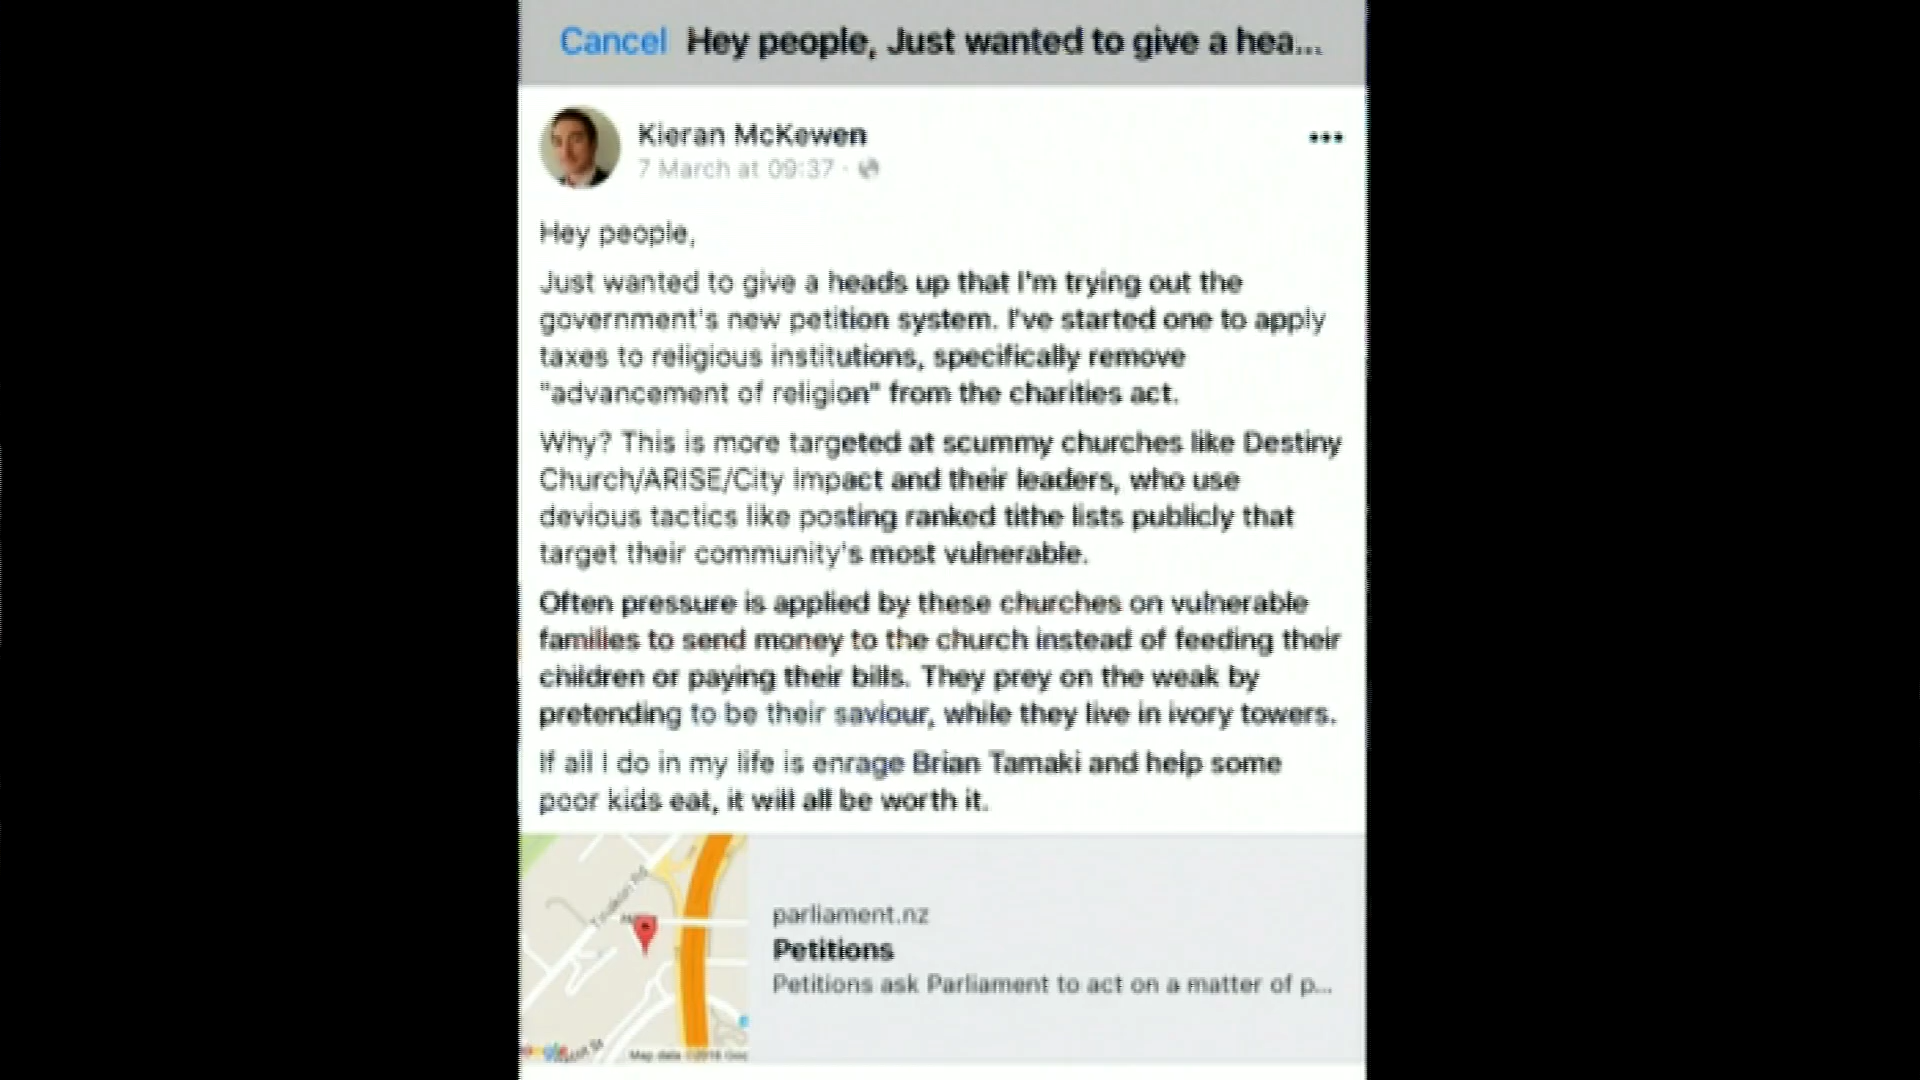 Cancel Hey people, Just wanted to give a hea...
Kieran McKewen
7 March at 09:37 ·
Hey people,
Just wanted to give a heads up that I'm trying out the
government's new petition system. I've started one to apply
taxes to religious institutions, specifically remove
"advancement of religion" from the charities act.
Why? This is more targeted at scummy churches like Destiny
Church/ARISE/City Impact and their leaders, who use
devious tactics like posting ranked tithe lists publicly that
target their community's most vulnerable.
Often pressure is applied by these churches on vulnerable
families to send money to the church instead of feeding their
children or paying their bills. They prey on the weak by
pretending to be their saviour, while they live in ivory towers.
If all I do in my life is enrage Brian Tamaki and help some
poor kids eat, it will all be worth it.
parliament.nz
Petitions
Petitions ask Parliament to act on a matter of p...
Map data ©2018 Goo